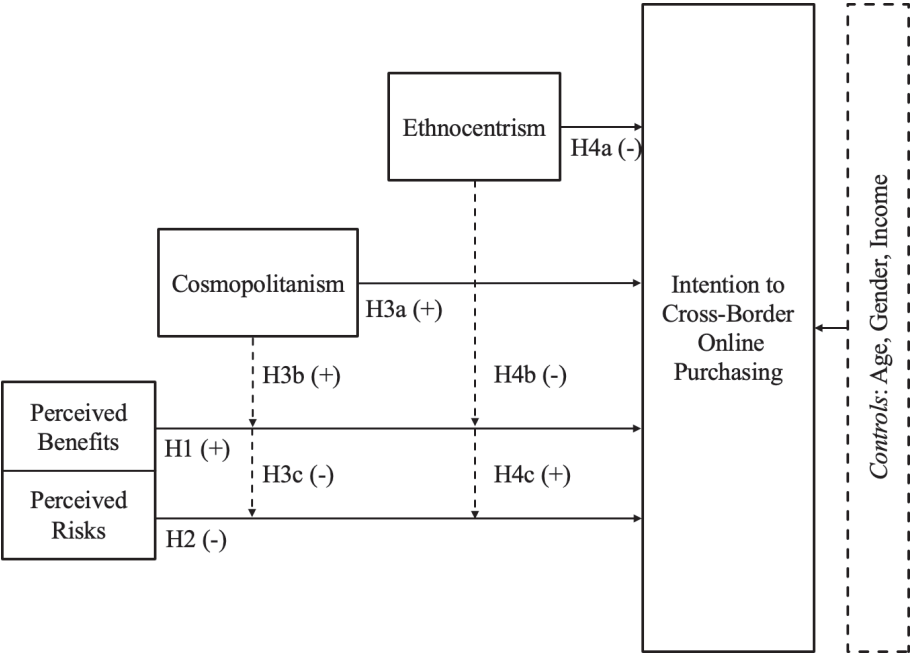 Ethnocentrism
H4a (-)
Cosmopolitanism
H3a (+)
H3b (+)
H4b (-)
Perceived
Benefits
H1 (+)
H3c (-)
H4c (+)
Perceived
Risks
H2 (-)
Intention to
Cross-Border
Online
Purchasing
Controls: Age, Gender, Income